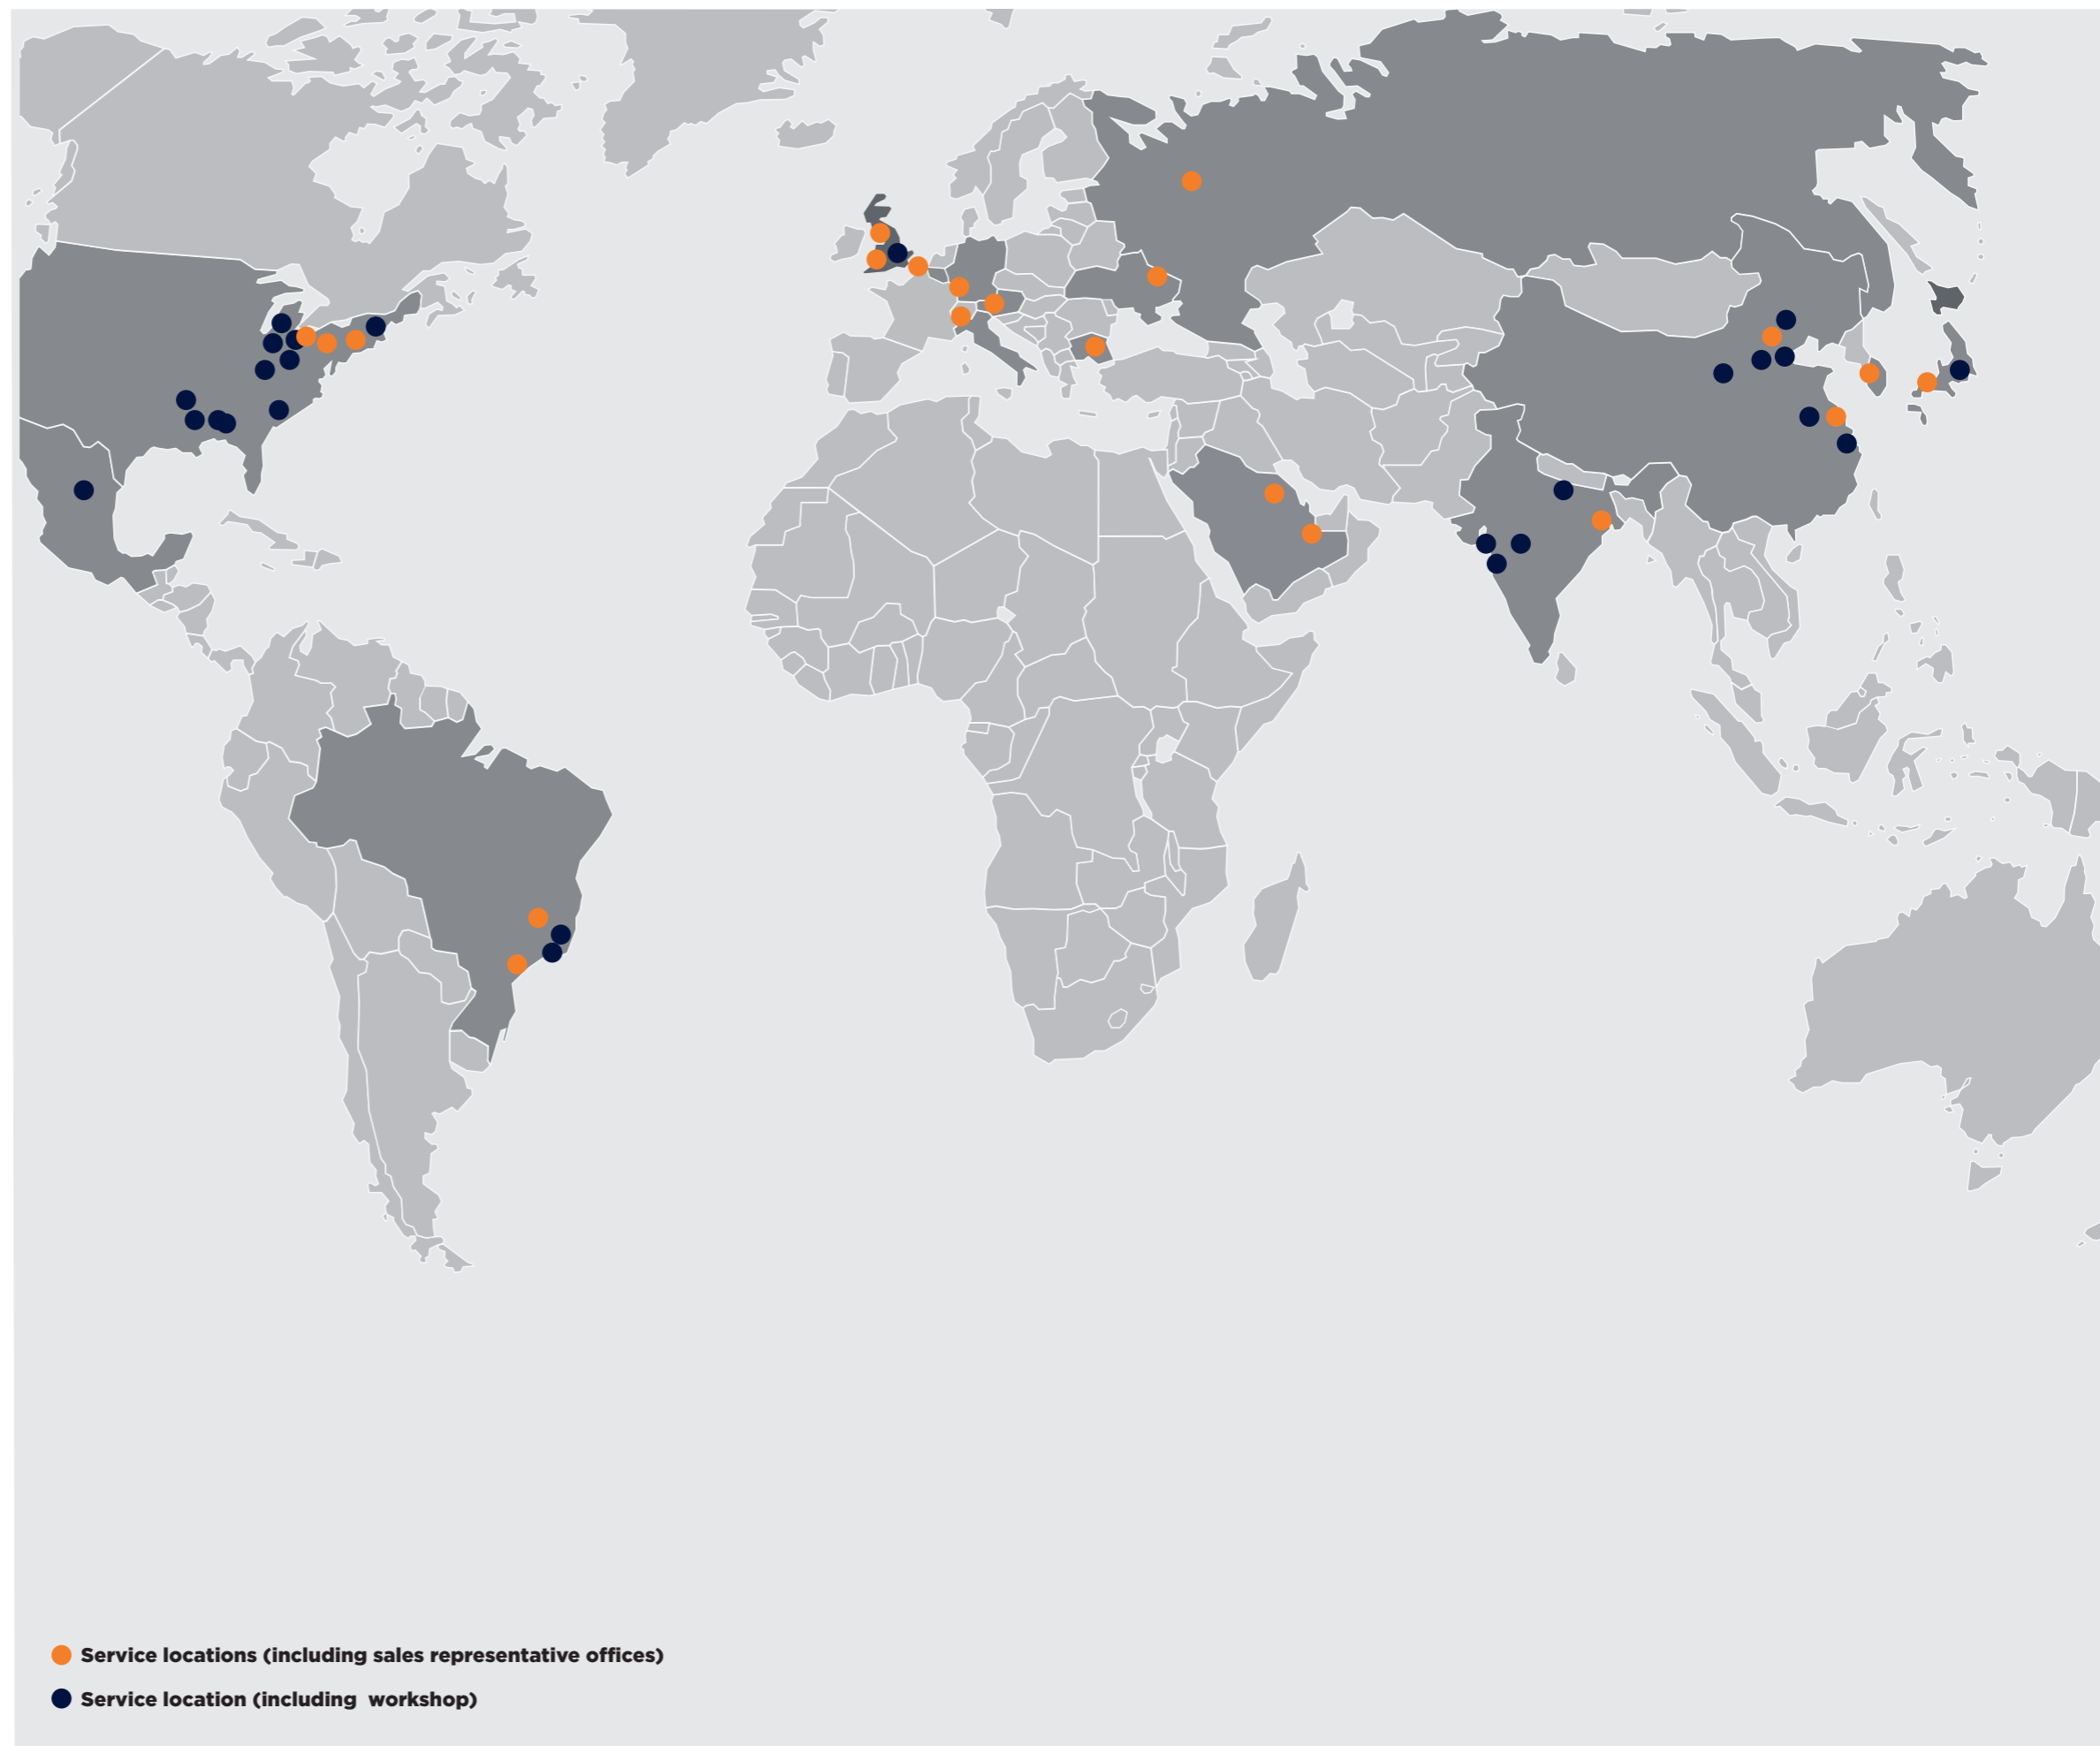 Service locations (including sales representative offices)
Service location (including workshop)